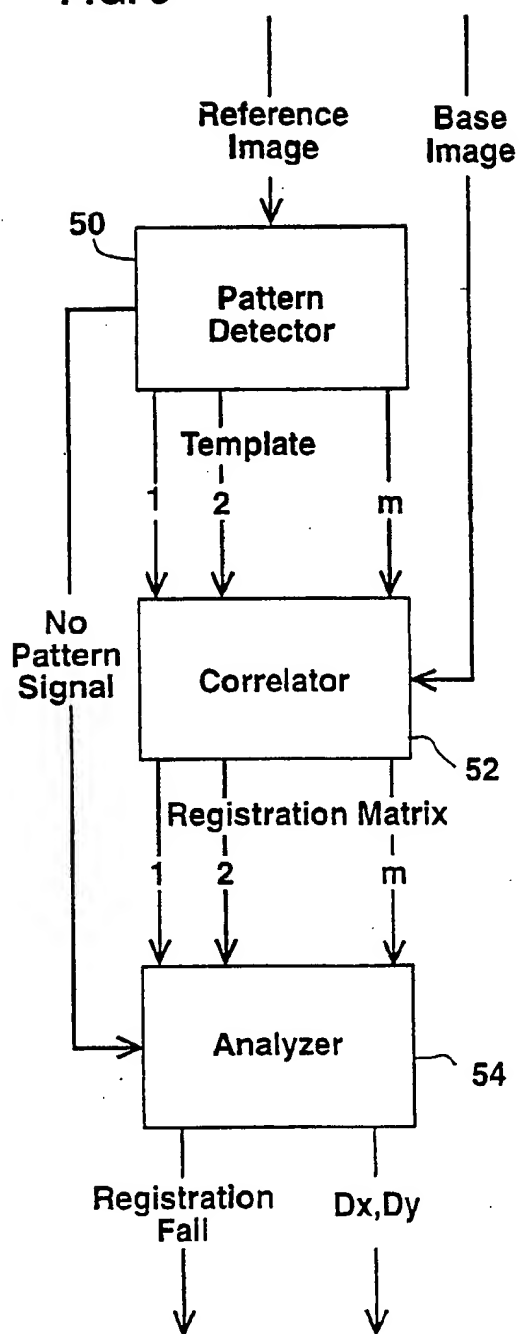 Reference
Image
Base
Image
50
Pattern
Detector
Template
1
2
m
No
Pattern
Signal
Correlator
52
Registration Matrix
1
2
m
Analyzer
54
Registration
Fail
Dx,Dy